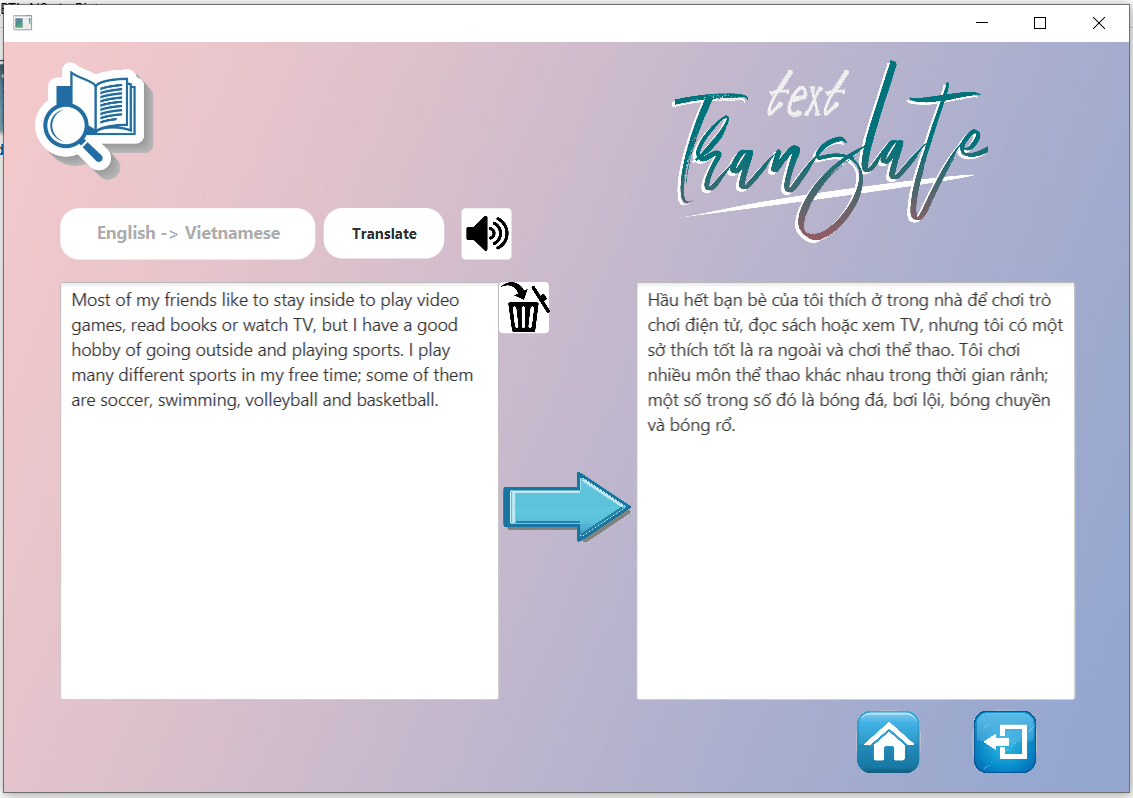 text
Translate
English -> Vietnamese
Translate
Most of my friends like to stay inside to play video
games, read books or watch TV, but I have a good
hobby of going outside and playing sports. I play
many different sports in my free time; some of them
are soccer, swimming, volleyball and basketball.
Hầu hết bạn bè của tôi thích ở trong nhà để chơi trò
chơi điện tử, đọc sách hoặc xem TV, nhưng tôi có một
sở thích tốt là ra ngoài và chơi thể thao. Tôi chơi
nhiều môn thể thao khác nhau trong thời gian rảnh;
một số trong số đó là bóng đá, bơi lội, bóng chuyền
và bóng rổ.